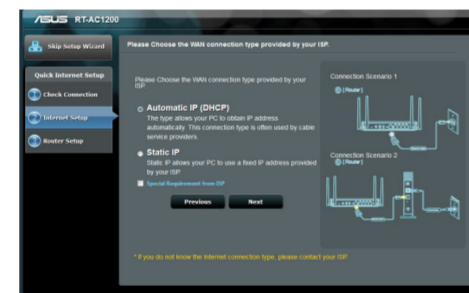 ASUS RT-AC1200
Skip Setup Wizard
Please Choose the WAN connection type provided by your ISP.
Quick Internet Setup
Check Connection
Internet Setup
Router Setup
Please Choose the WAN connection type provided by your
ISP
Automatic IP (DHCP)
The type allows your PC to obtain IP address
automatically. This connection type is often used by cable
service providers.
Static IP
Static IP allows your PC to use a fixed IP address provided
by your ISP
Special Requirement from ISP
Previous
Next
Connection Scenario 1
(Router)
Connection Scenario 2
(Router)
* If you do not know the Internet connection type, please contact your ISP.